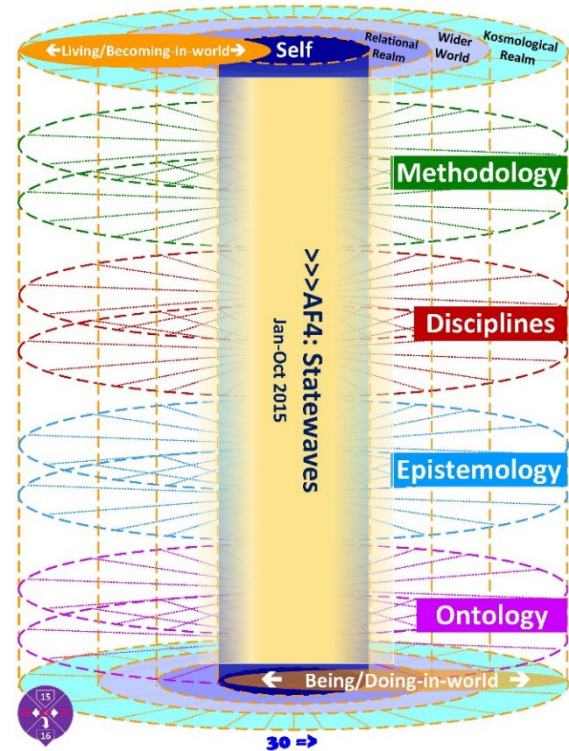 ←Living/Becoming-in-world→
Self
Relational
Realm
Wider
World
Kosmological
Realm
Methodology
>>>AF4: Statewaves
Jan-Oct 2015
Disciplines
Epistemology
Ontology
← Being/Doing-in-world →
15
16
30 =>